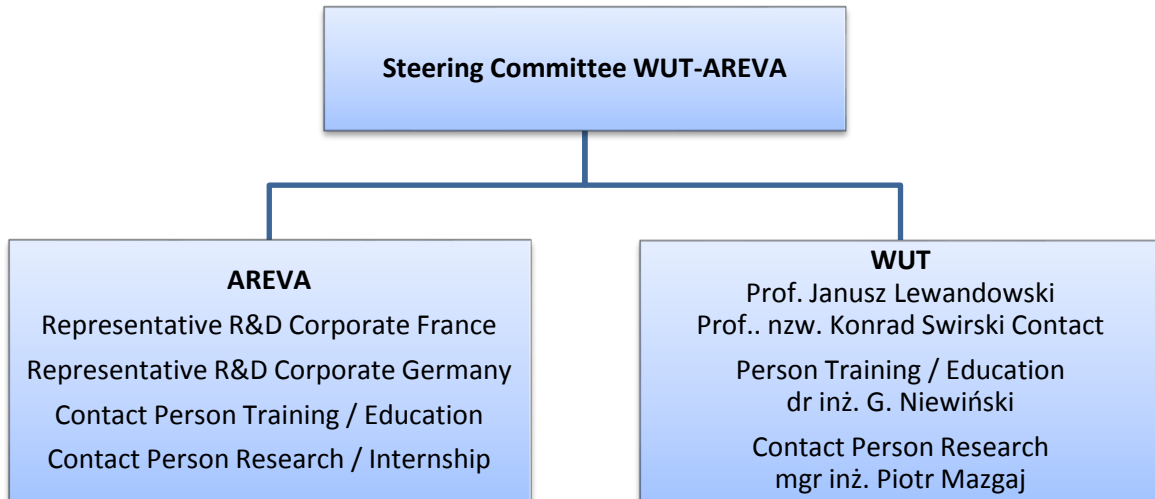 Steering Committee WUT-AREVA
AREVA
Representative R&D Corporate France
Representative R&D Corporate Germany
Contact Person Training / Education
Contact Person Research / Internship
WUT
Prof. Janusz Lewandowski
Prof.. nzw. Konrad Swirski Contact
Person Training / Education
dr inż. G. Niewiński
Contact Person Research
mgr inż. Piotr Mazgaj